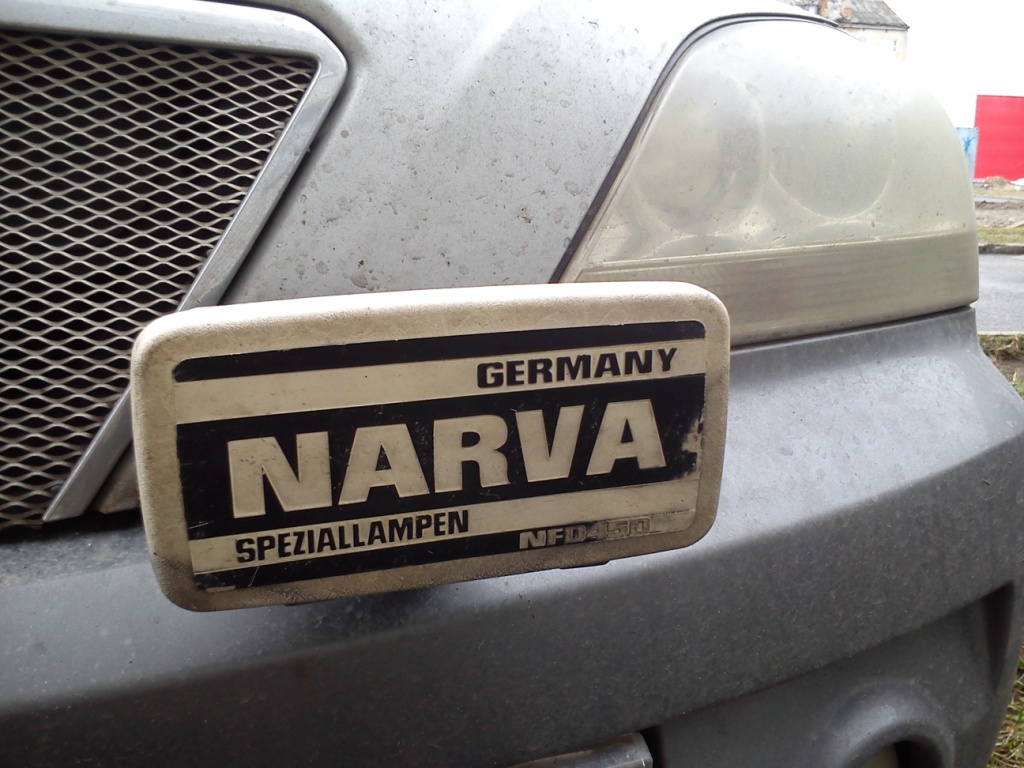 GERMANY
NARVA
SPEZIALLAMPEN
NFD450